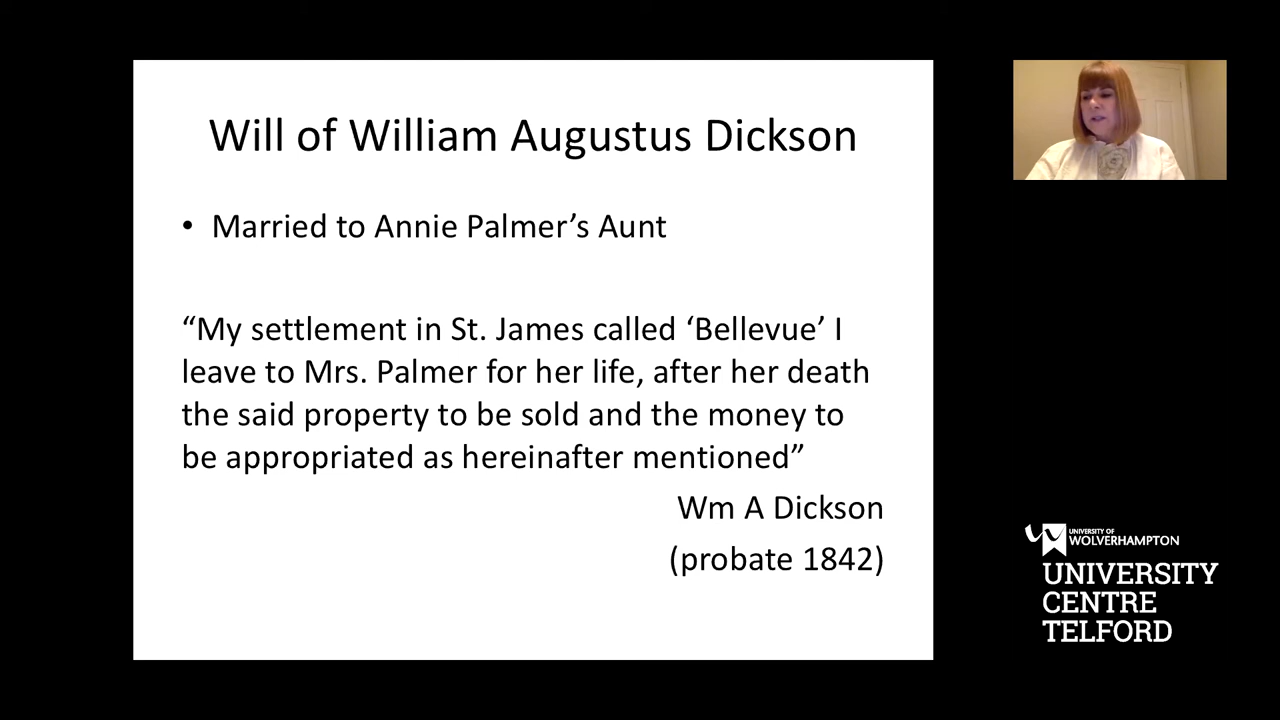 Will of William Augustus Dickson
• Married to Annie Palmer’s Aunt
“My settlement in St. James called ‘Bellevue’ I
leave to Mrs. Palmer for her life, after her death
the said property to be sold and the money to
be appropriated as hereinafter mentioned”
Wm A Dickson
(probate 1842)
UNIVERSITY OF
WOLVERHAMPTON
UNIVERSITY
CENTRE
TELFORD